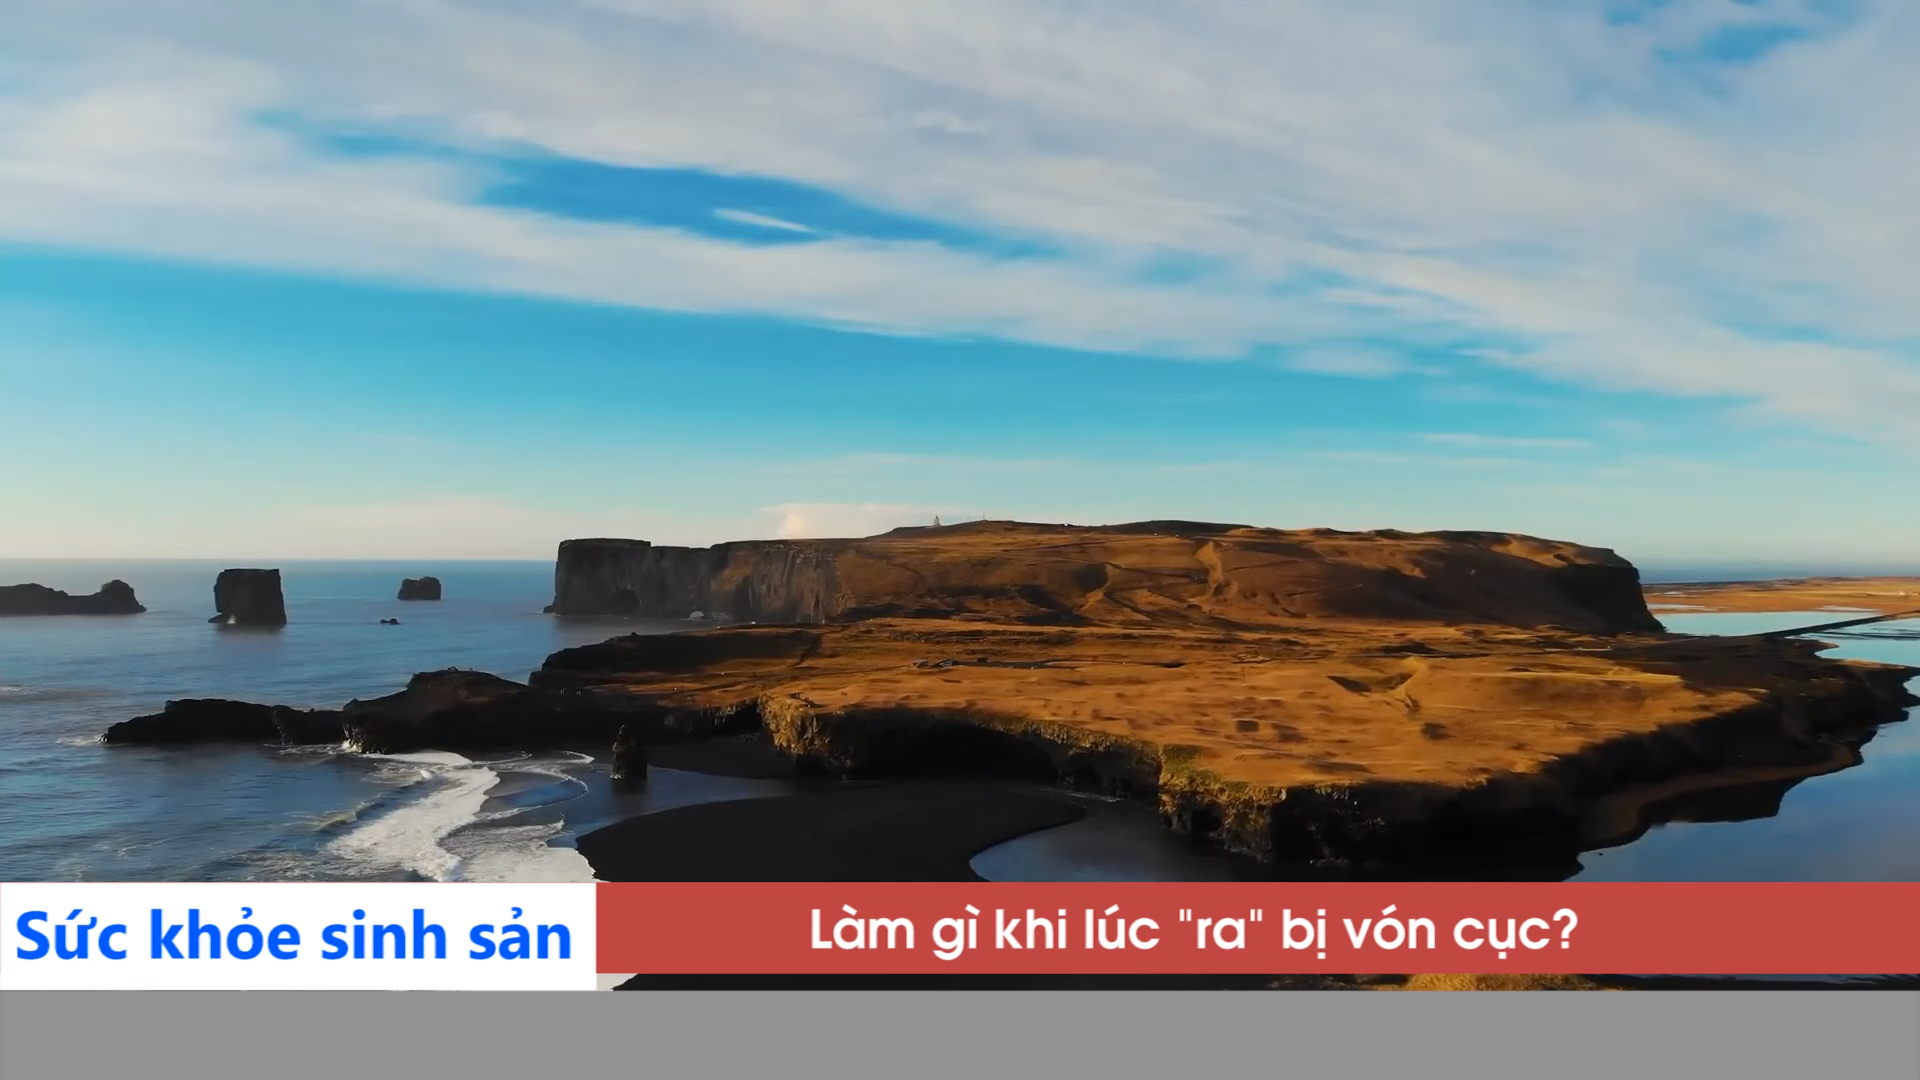 Sức khỏe sinh sản
Làm gì khi lúc "ra" bị vón cục?